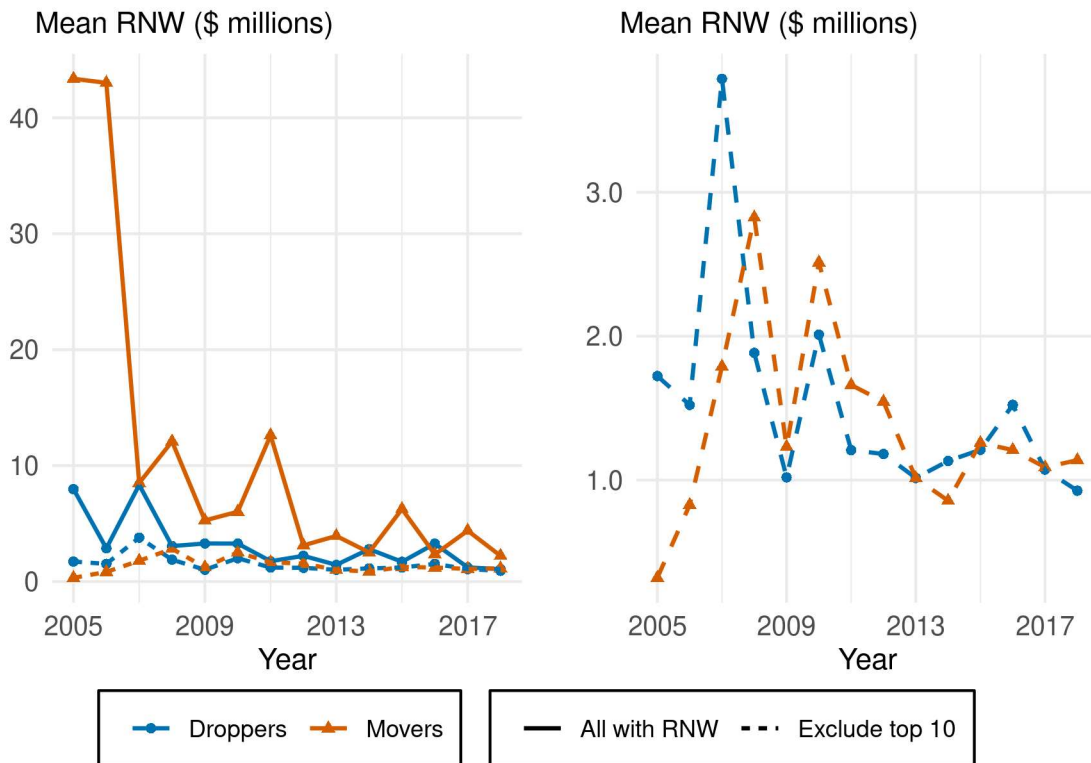 Mean RNW ($ millions)
40
30
20
10
0
2005 2009 2013 2017
Year
Mean RNW ($ millions)
3.0
2.0
1.0
2005 2009 2013 2017
Year
Droppers Movers
All with RNW Exclude top 10